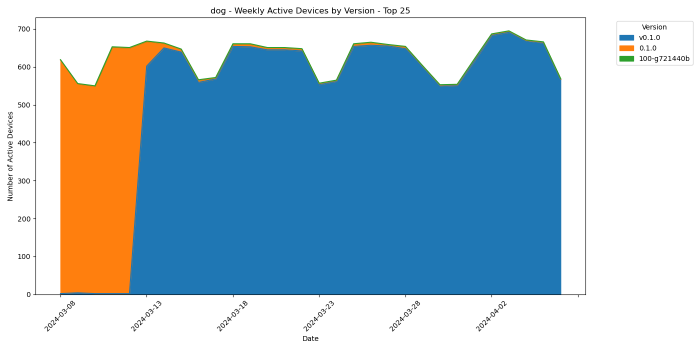 dog - Weekly Active Devices by Version - Top 25
Version
v0.1.0
0.1.0
100-g721440b
Number of Active Devices
700
600
500
400
300
200
100
0
2024-03-08
2024-03-13
2024-03-18
2024-03-23
2024-03-28
2024-04-02
Date